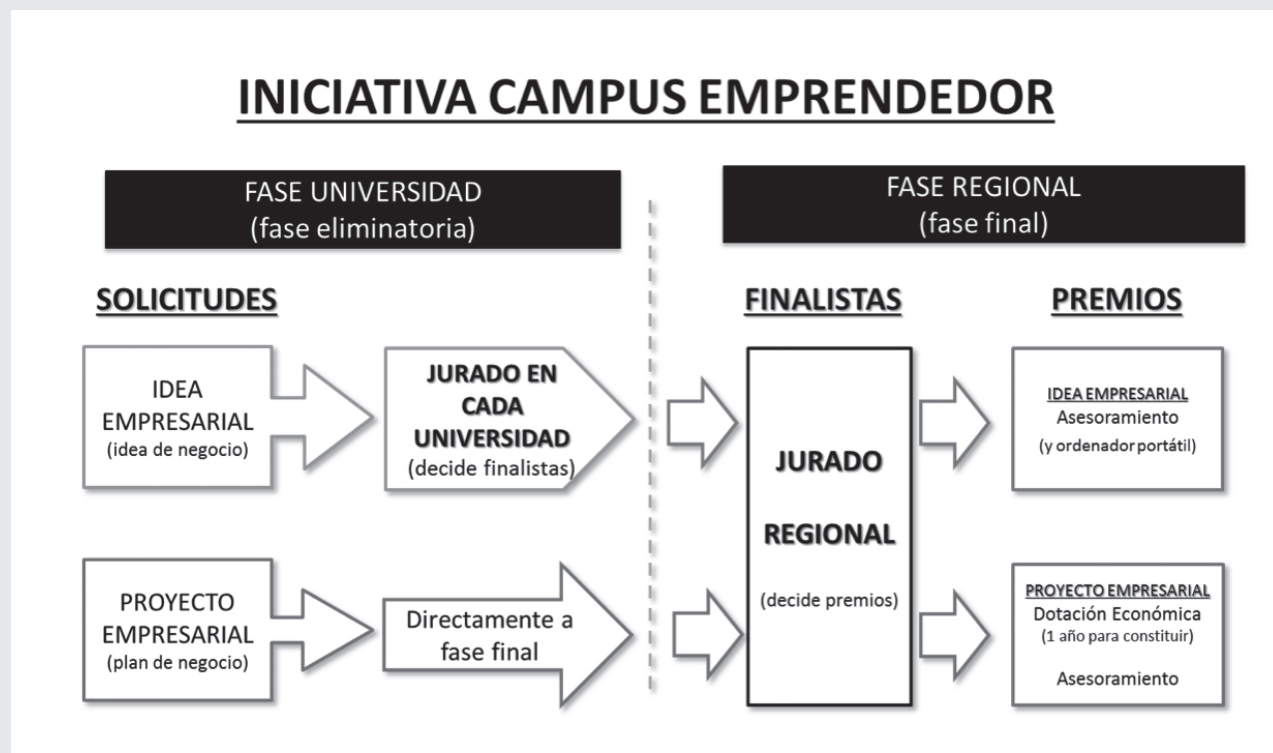 INICIATIVA CAMPUS EMPRENDEDOR
FASE UNIVERSIDAD
(fase eliminatoria)
FASE REGIONAL
(fase final)
SOLICITUDES
FINALISTAS
PREMIOS
IDEA
EMPRESARIAL
(idea de negocio)
JURADO EN
CADA
UNIVERSIDAD
(decide finalistas)
JURADO
REGIONAL
(decide premios)
IDEA EMPRESARIAL
Asesoramiento
(y ordenador portátil)
PROYECTO
EMPRESARIAL
(plan de negocio)
Directamente a
fase final
PROYECTO EMPRESARIAL
Dotación Económica
(1 año para constituir)
Asesoramiento